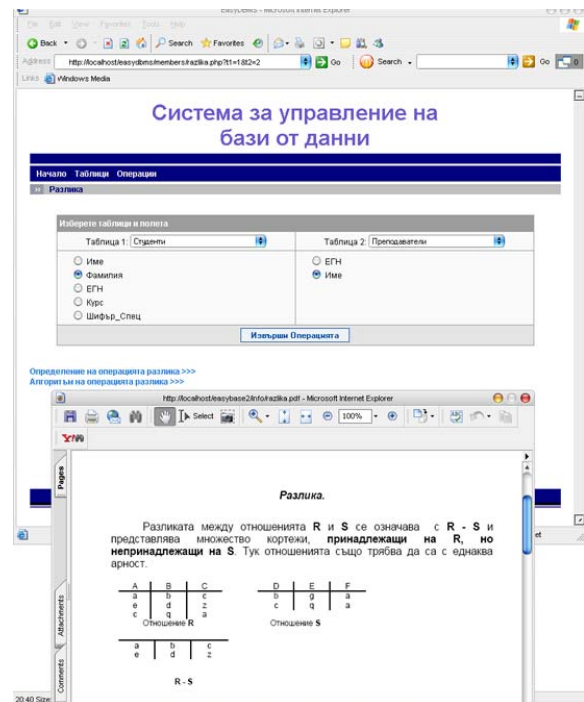 EasyDBMS - Microsoft Internet Explorer
File Edit View Favorites Tools Help
Back Search Favorites
Address http://localhost/easydbms/members/razlika.php?t1=1&t2=2 Go Search Go
Links Windows Media
Система за управление на
бази от данни
Начало Таблици Операции
Разлика
Изберете таблици и полета
Таблица 1: Студенти Таблица 2: Преподаватели
Име ЕГН
Фамилия Име
ЕГН
Курс
Шифър_Спец
Извърши Операцията
Определение на операцията разлика >>>
Алгоритъм на операцията разлика >>>
http://localhost/easybase2/info/razlika.pdf - Microsoft Internet Explorer
Select 100%
Pages
Разлика.
Разликата между отношенията R и S се означава с R - S и
представлява множество кортежи, принадлежащи на R, но
непринадлежащи на S. Тук отношенията също трябва да са с еднаква
арност.
A B C D E F
a b c b g a
e d z c q a
c q a
Отношение R Отношение S
a b c
e d z
R - S
Attachments
Comments
20:40 Size: